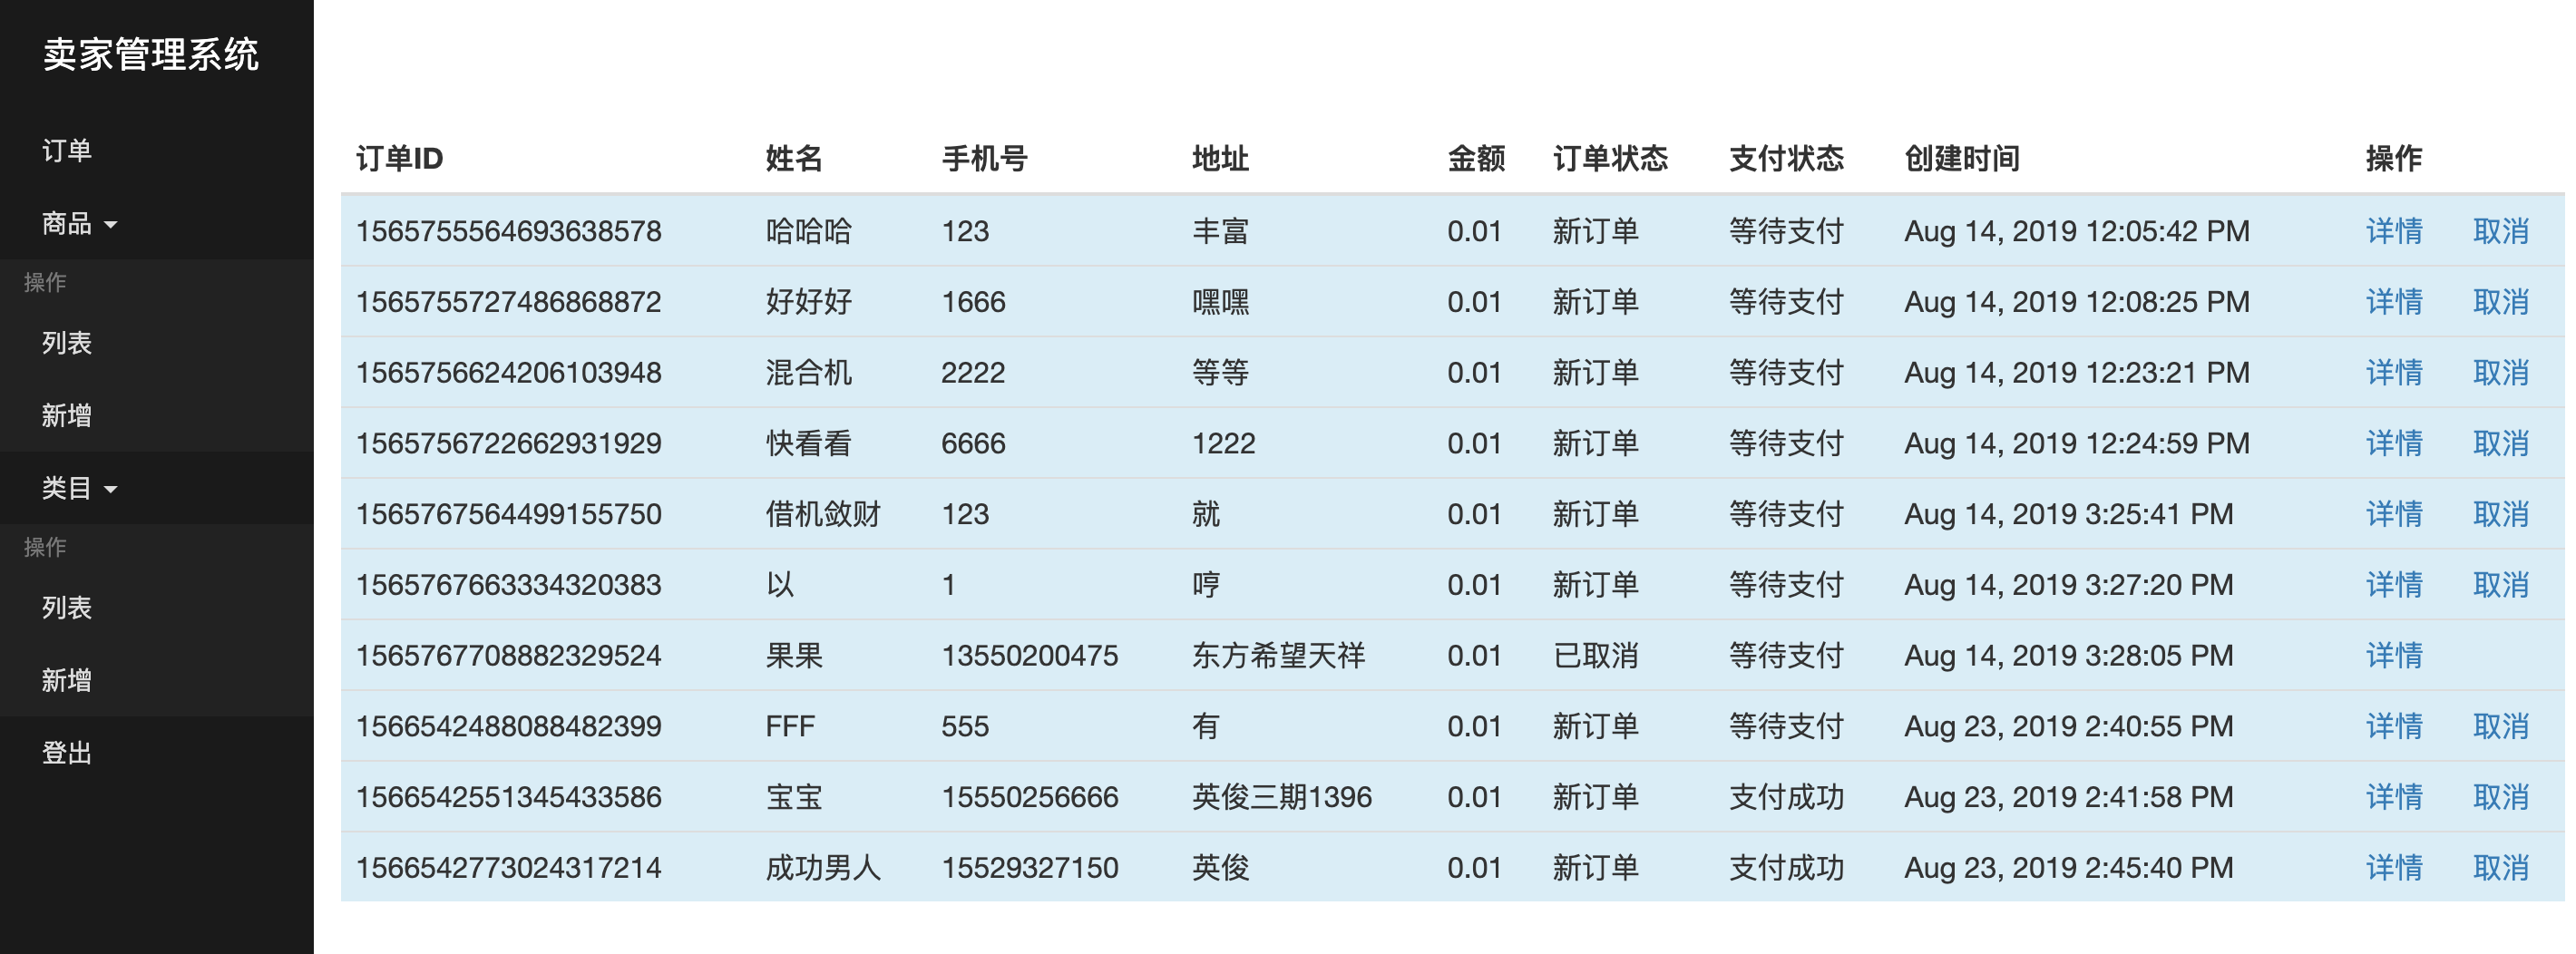 卖家管理系统
订单
商品
操作
列表
新增
类目
操作
列表
新增
登出
订单ID 姓名 手机号 地址 金额 订单状态 支付状态 创建时间 操作
1565755564693638578 哈哈哈 123 丰富 0.01 新订单 等待支付 Aug 14, 2019 12:05:42 PM 详情 取消
1565755727486868872 好好好 1666 嘿嘿 0.01 新订单 等待支付 Aug 14, 2019 12:08:25 PM 详情 取消
1565756624206103948 混合机 2222 等等 0.01 新订单 等待支付 Aug 14, 2019 12:23:21 PM 详情 取消
1565756722662931929 快看看 6666 1222 0.01 新订单 等待支付 Aug 14, 2019 12:24:59 PM 详情 取消
1565767564499155750 借机敛财 123 就 0.01 新订单 等待支付 Aug 14, 2019 3:25:41 PM 详情 取消
1565767663334320383 以 1 哼 0.01 新订单 等待支付 Aug 14, 2019 3:27:20 PM 详情 取消
1565767708882329524 果果 13550200475 东方希望天祥 0.01 已取消 等待支付 Aug 14, 2019 3:28:05 PM 详情
1566542488088482399 FFF 555 有 0.01 新订单 等待支付 Aug 23, 2019 2:40:55 PM 详情 取消
1566542551345433586 宝宝 15550256666 英俊三期1396 0.01 新订单 支付成功 Aug 23, 2019 2:41:58 PM 详情 取消
1566542773024317214 成功男人 15529327150 英俊 0.01 新订单 支付成功 Aug 23, 2019 2:45:40 PM 详情 取消